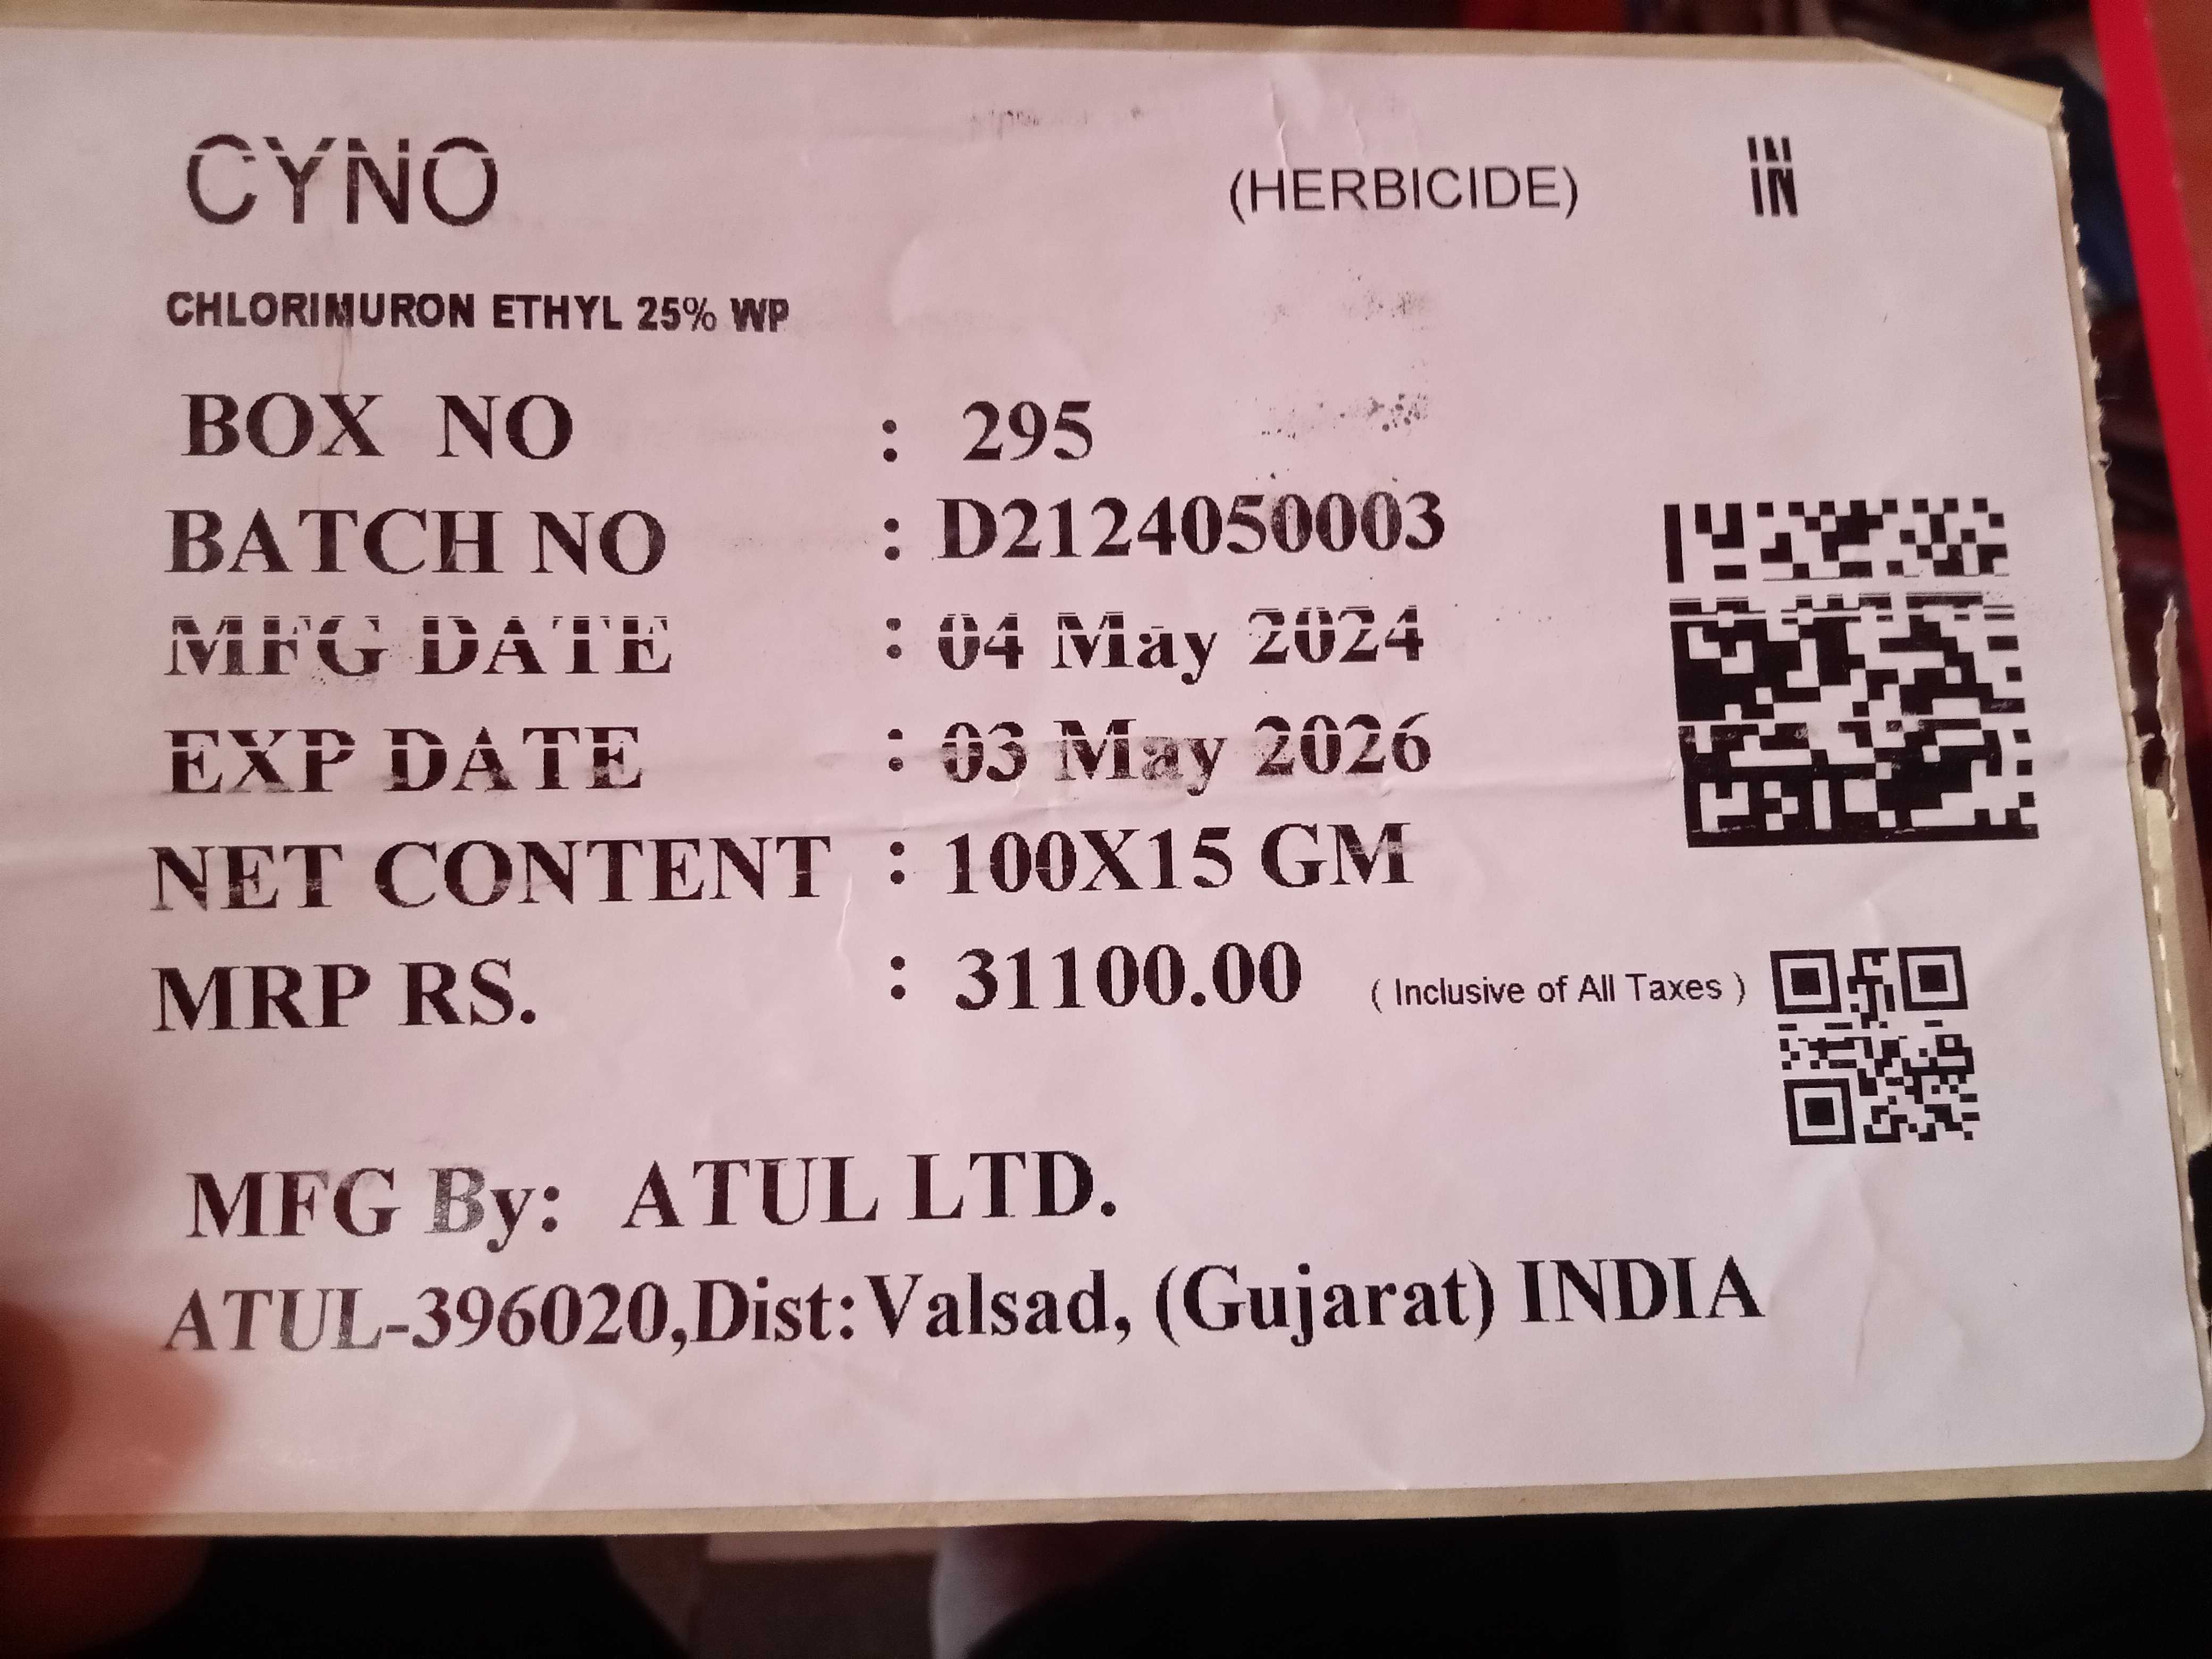 CYNO (HERBICIDE) IN
CHLORIMURON ETHYL 25% WP
BOX NO : 295
BATCH NO : D2124050003
MFG DATE : 04 May 2024
EXP DATE : 03 May 2026
NET CONTENT : 100X15 GM
MRP RS. : 31100.00 ( Inclusive of All Taxes )
MFG By: ATUL LTD.
ATUL-396020,Dist:Valsad, (Gujarat) INDIA